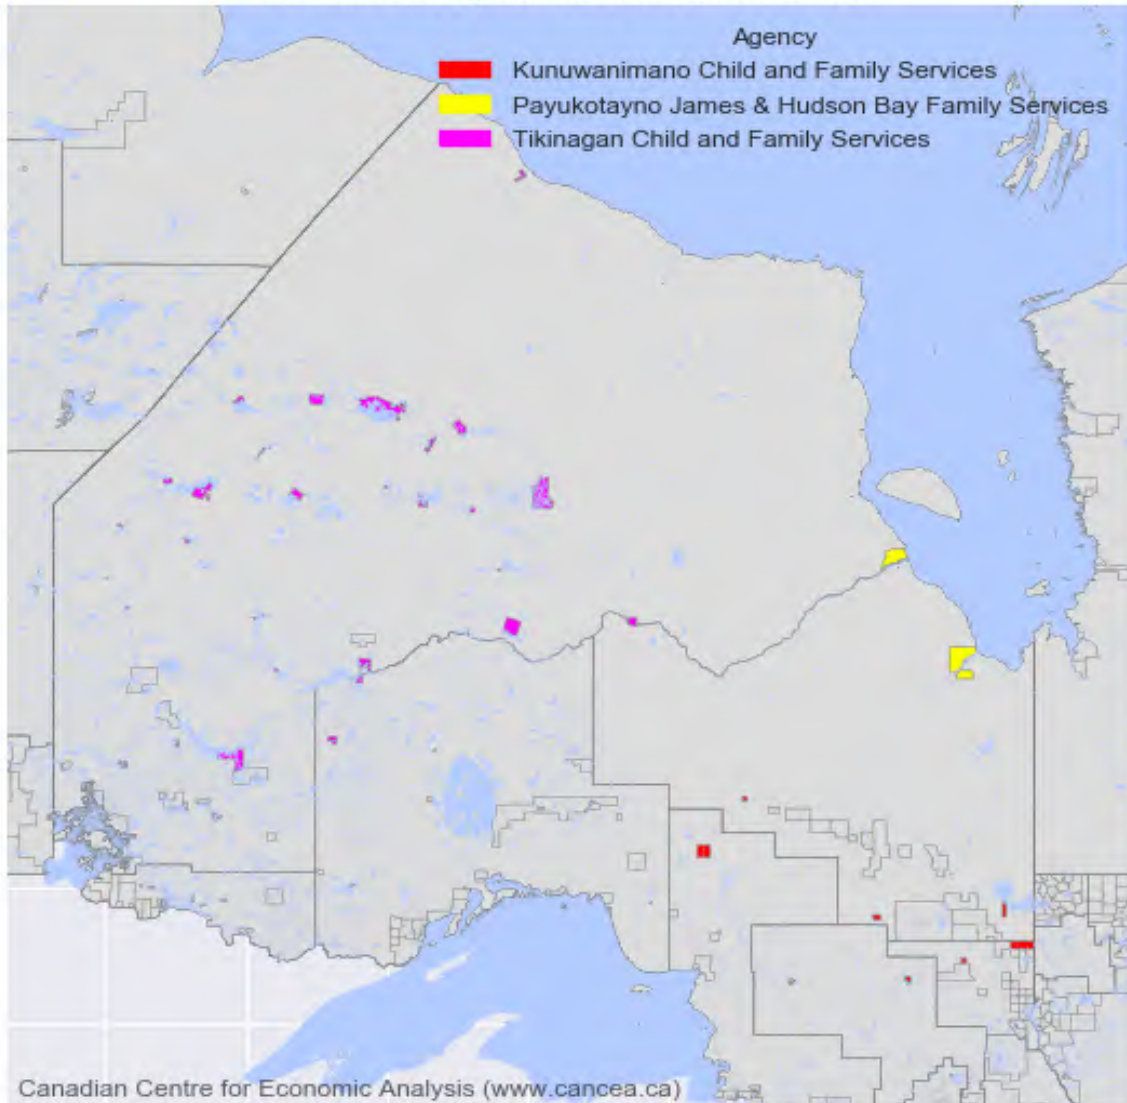 Agency
Kunuwanimano Child and Family Services
Payukotayno James & Hudson Bay Family Services
Tikinagan Child and Family Services
Canadian Centre for Economic Analysis (www.cancea.ca)